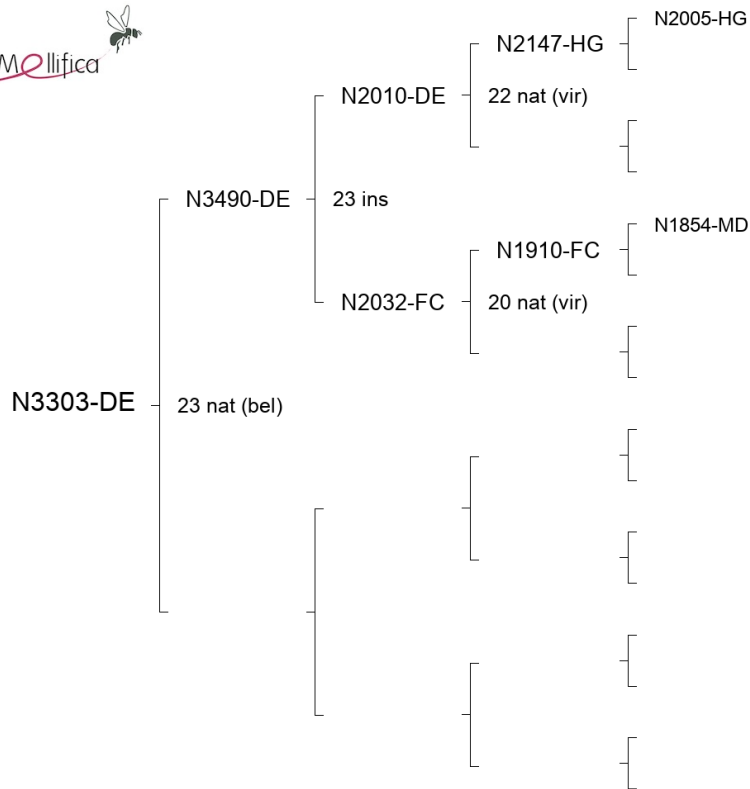 N2005-HG
N2147-HG
Mellifica
N2010-DE
22 nat (vir)
N3490-DE
23 ins
N1854-MD
N1910-FC
N2032-FC
20 nat (vir)
N3303-DE
23 nat (bel)